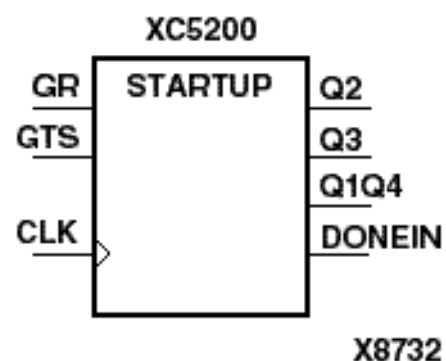 XC5200
STARTUP
GR
GTS
CLK
Q2
Q3
Q1Q4
DONEIN
X8732